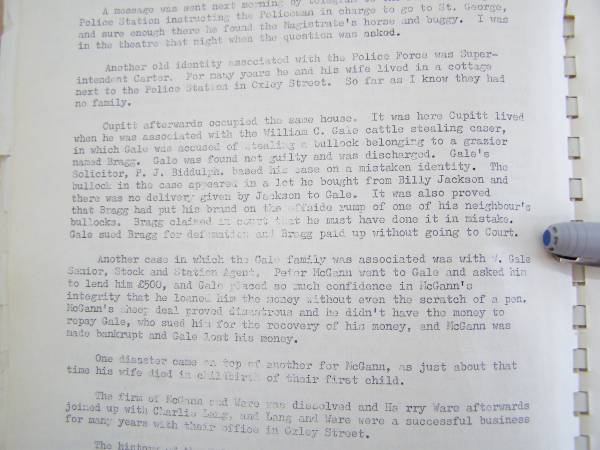 A message was sent next morning by telegram to
Police Station instructing the Policeman in charge to go to St. George,
and sure enough there he found the Magistrate's horse and buggy. I was
in the theatre that night when the question was asked.
Another old identity associated with the Police Force was Super-
intendent Carter. For many years he and his wife lived in a cottage
next to the Police Station in Oxley Street. So far as I know they had
no family.
Cupitt afterwards occupied the same house. It was here Cupitt lived
when he was associated with the William C. Gale cattle stealing caser,
in which Gale was accused of stealing a bullock belonging to a grazier
named Bragg. Gale was found not guilty and was discharged. Gale's
Solicitor, P. J. Biddulph, based his case on a mistaken identity. The
bullock in the case appeared in a lot he bought from Billy Jackson and
there was no delivery given by Jackson to Gale. It was also proved
that Bragg had put his brand on the offside rump of one of his neighbour's
bullocks. Bragg claimed in court that he must have done it in mistake.
Gale sued Bragg for defamation and Bragg paid up without going to Court.
Another case in which the Gale family was associated was with W. Gale
Senior, Stock and Station Agent. Peter McGann went to Gale and asked him
to lend him £500, and Gale placed so much confidence in McGann's
integrity that he loaned him the money without even the scratch of a pen.
McGann's sheep deal proved disastrous and he didn't have the money to
repay Gale, who sued him for the recovery of his money, and McGann was
made bankrupt and Gale lost his money.
One disaster came on top of another for McGann, as just about that
time his wife died in childbirth of their first child.
The firm of McGann and Ware was dissolved and Ha rry Ware afterwards
joined up with Charlie Lang, and Lang and Ware were a successful business
for many years with their office in Oxley Street.
The history of the